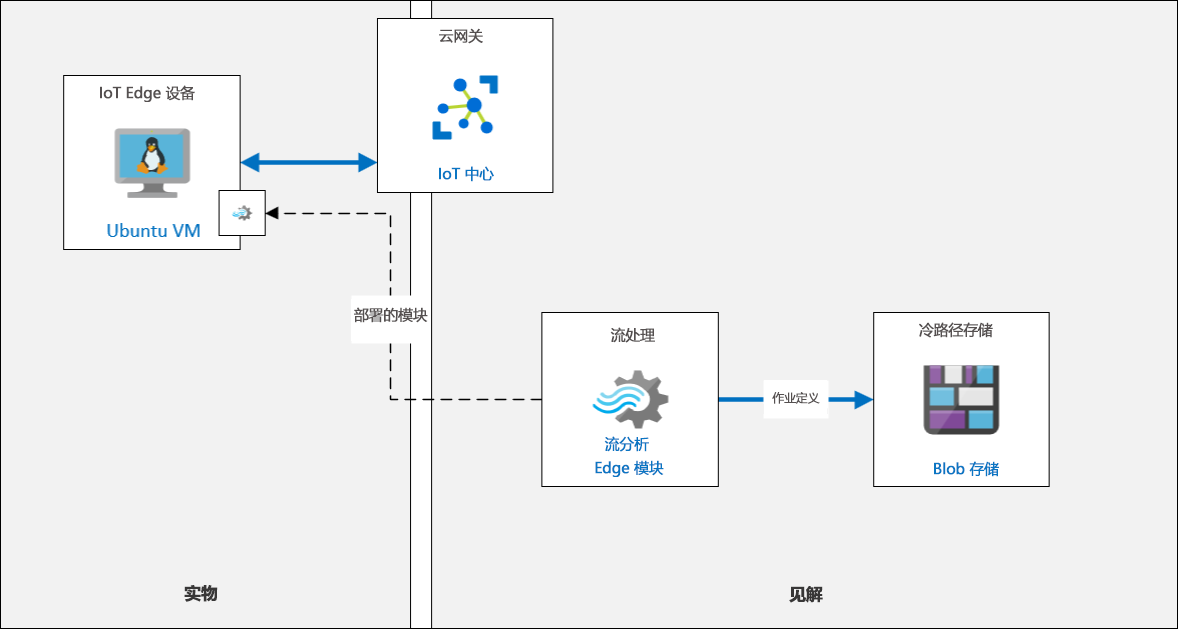 云网关
IoT 中心
IoT Edge 设备
Ubuntu VM
部署的模块
流处理
流分析
Edge 模块
作业定义
冷路径存储
Blob 存储
实物
见解